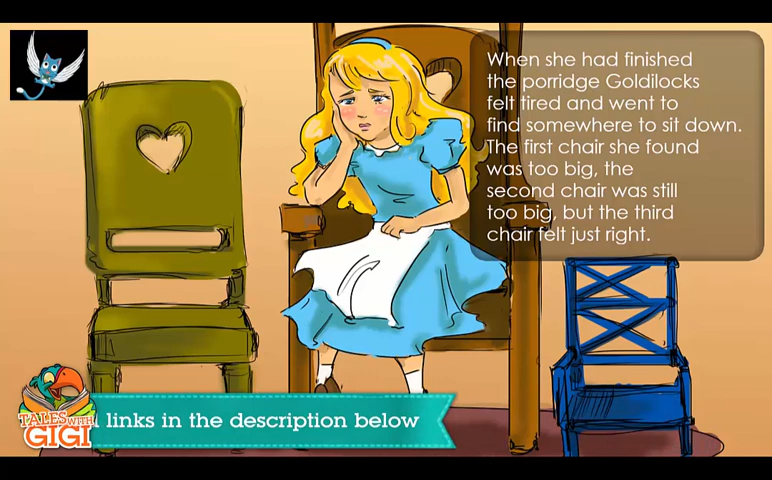 When she had finished
the porridge Goldilocks
felt tired and went to
find somewhere to sit down.
The first chair she found
was too big, the
second chair was still
too big, but the third
chair felt just right.
TALES WITH
GIGI
links in the description below